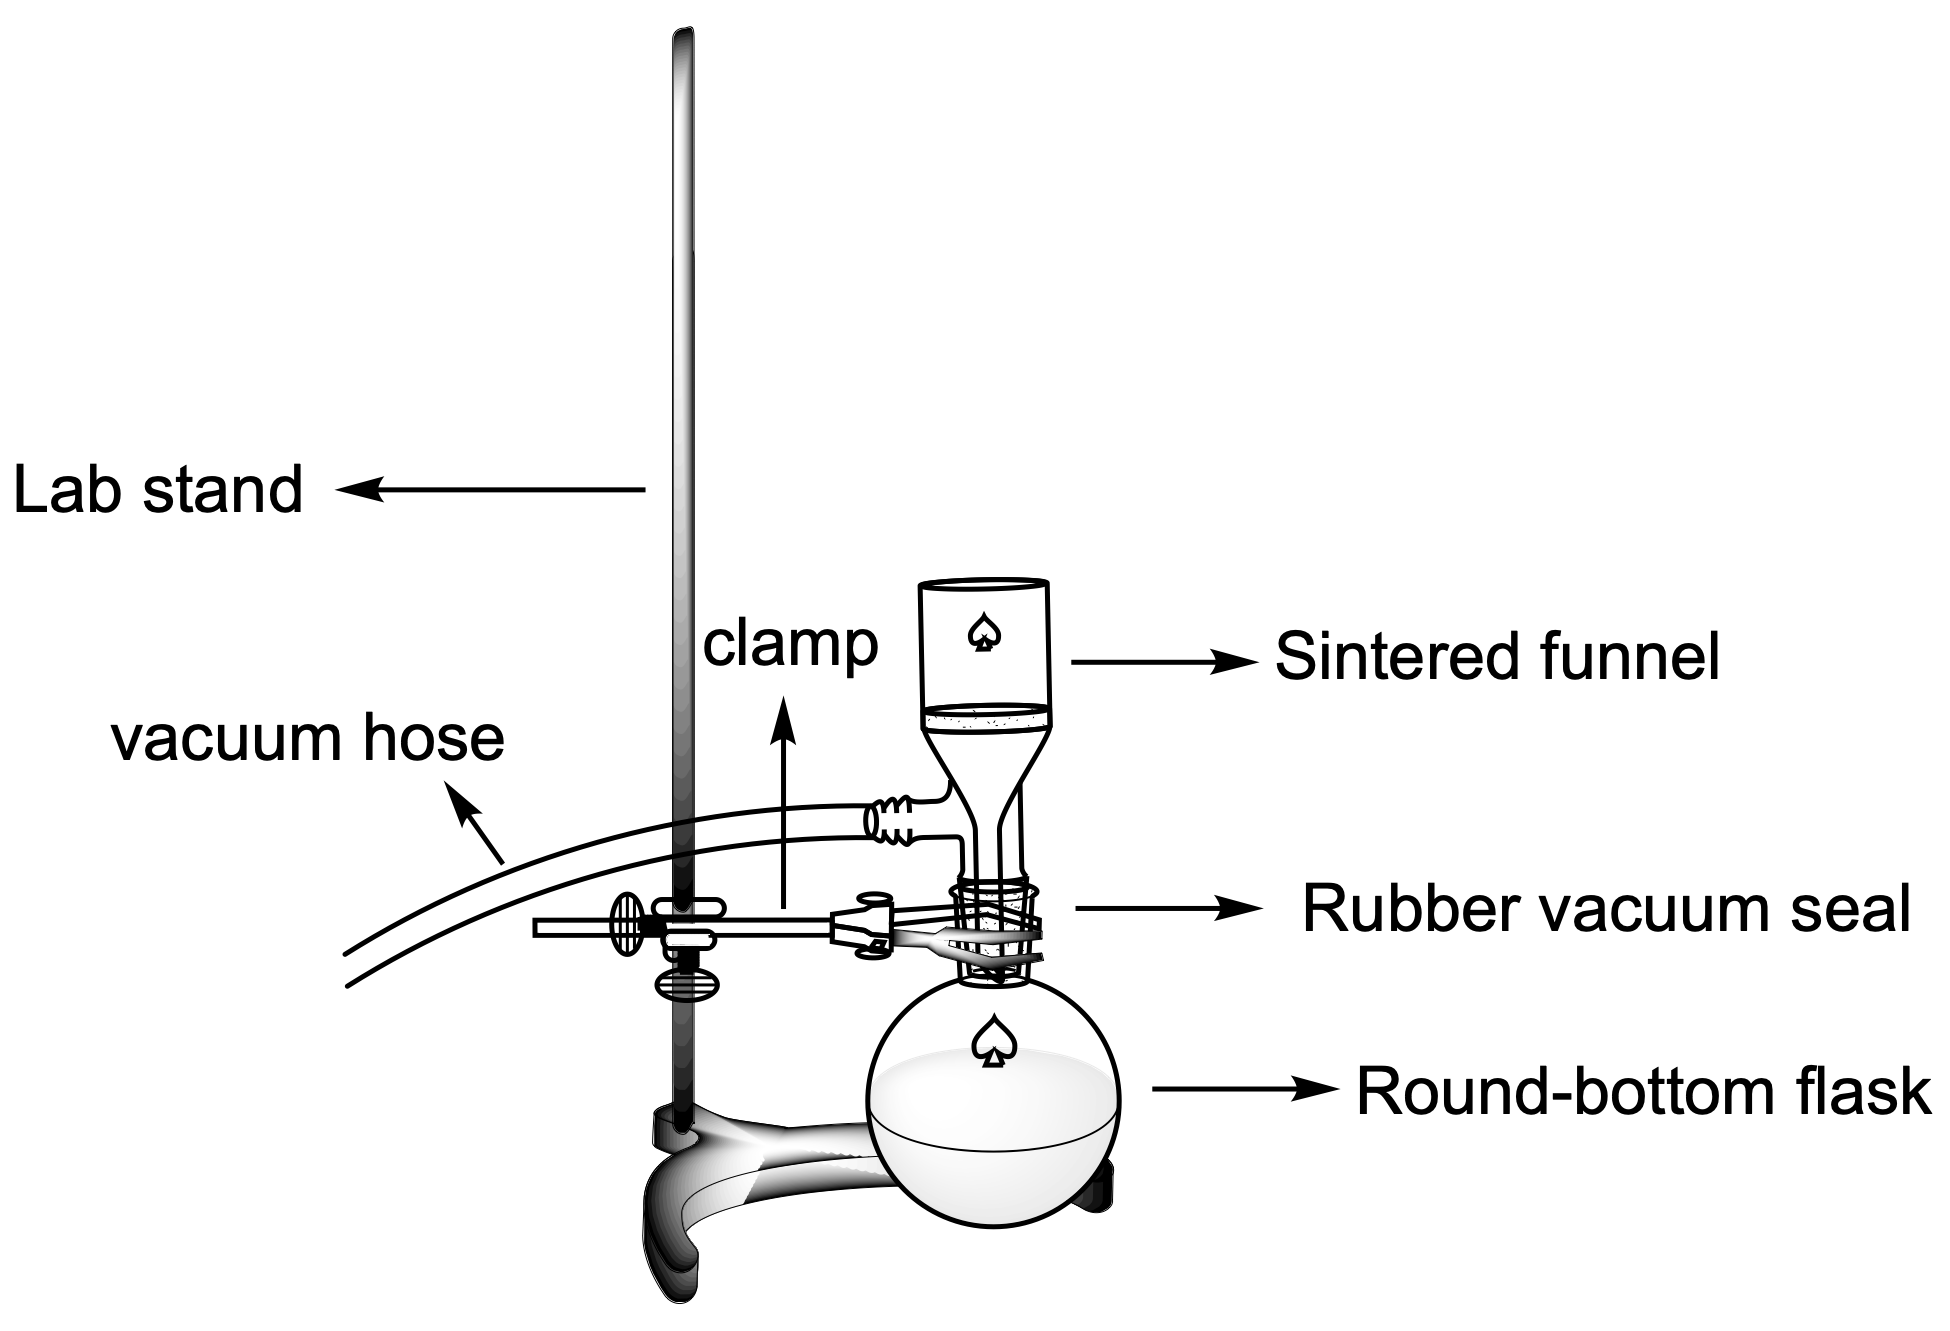 Lab stand
clamp
Sintered funnel
vacuum hose
Rubber vacuum seal
Round-bottom flask